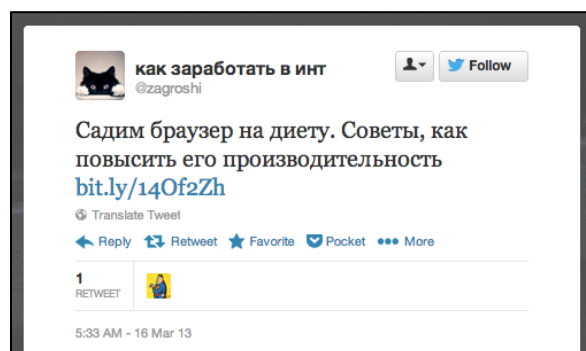 как заработать в инт
@zagroshi
Follow
Садим браузер на диету. Советы, как
повысить его производительность
bit.ly/14Of2Zh
Translate Tweet
Reply Retweet Favorite Pocket More
1
RETWEET
5:33 AM - 16 Mar 13